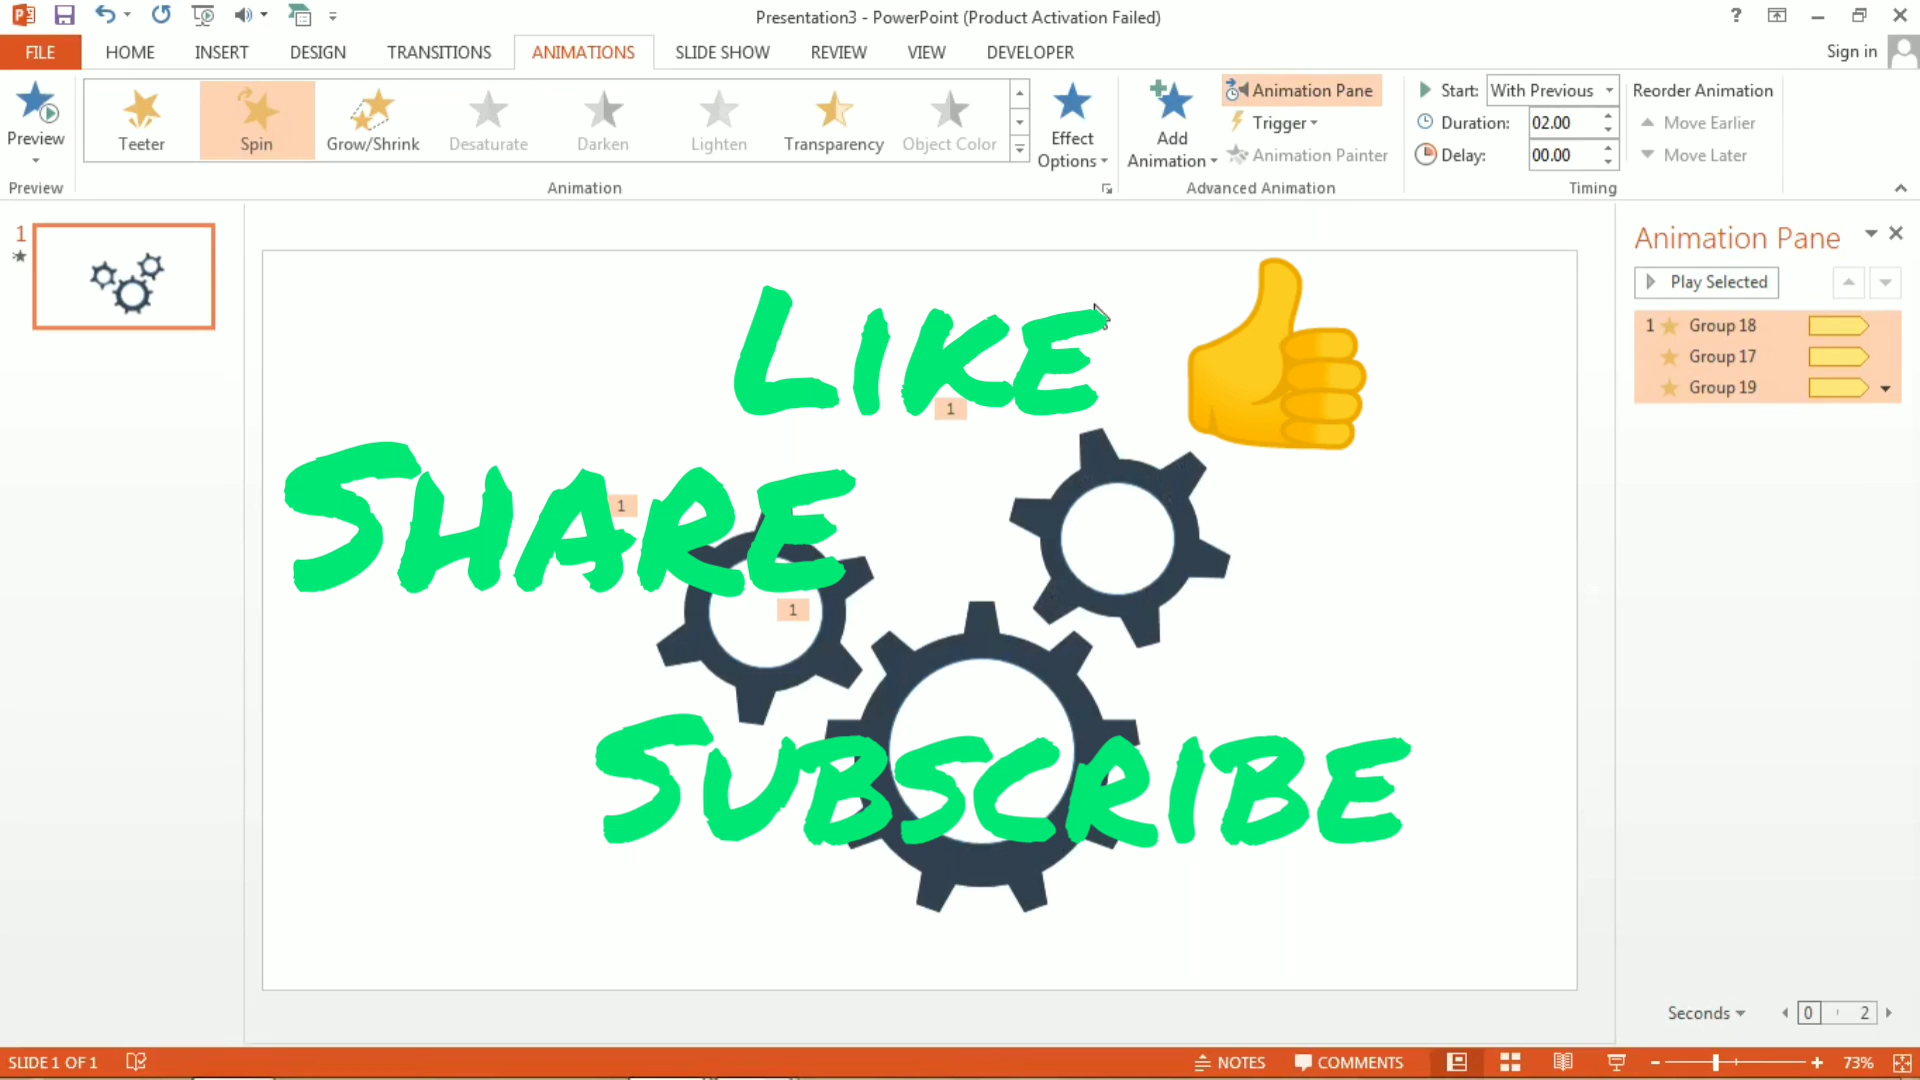 Presentation3 - PowerPoint (Product Activation Failed)
FILE HOME INSERT DESIGN TRANSITIONS ANIMATIONS SLIDE SHOW REVIEW VIEW DEVELOPER Sign in
Preview
Teeter Spin Grow/Shrink Desaturate Darken Lighten Transparency Object Color
Effect Options
Add Animation
Animation Pane
Trigger
Animation Painter
Start: With Previous
Duration: 02.00
Delay: 00.00
Reorder Animation
Move Earlier
Move Later
Preview Animation Advanced Animation Timing
1
Animation Pane
Play Selected
1 Group 18
Group 17
Group 19
LIKE
1
SHARE
1
1
SUBSCRIBE
Seconds 0 2
SLIDE 1 OF 1 NOTES COMMENTS 73%